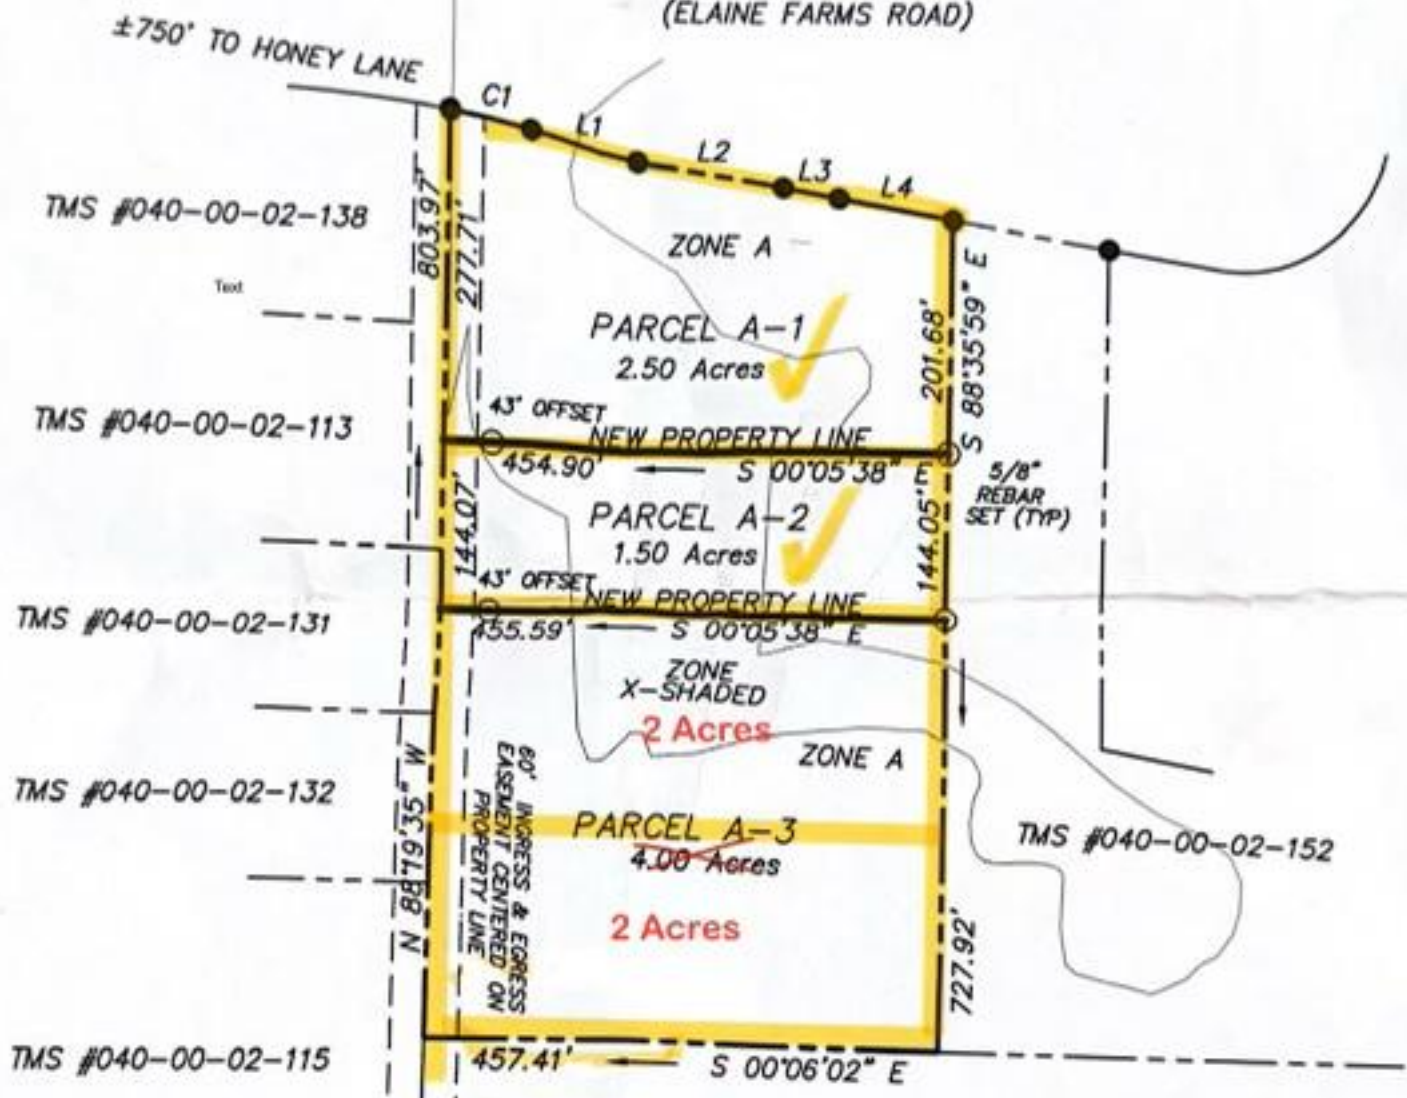 (ELAINE FARMS ROAD)
±750' TO HONEY LANE
C1
L1
L2
L3
L4
TMS #040-00-02-138
803.97'
277.71'
ZONE A
201.68'
S 88°35'59" E
Text
PARCEL A-1
2.50 Acres
43' OFFSET
TMS #040-00-02-113
NEW PROPERTY LINE
454.90'
S 00°05'38" E
5/8"
REBAR
SET (TYP)
144.07'
PARCEL A-2
1.50 Acres
144.05'
43' OFFSET
NEW PROPERTY LINE
TMS #040-00-02-131
455.59'
S 00°05'38" E
ZONE
X-SHADED
2 Acres
ZONE A
TMS #040-00-02-132
N 88°19'35" W
60' INGRESS & EGRESS
EASEMENT CENTERED ON
PROPERTY LINE
PARCEL A-3
4.00 Acres
TMS #040-00-02-152
2 Acres
727.92'
TMS #040-00-02-115
457.41'
S 00°06'02" E